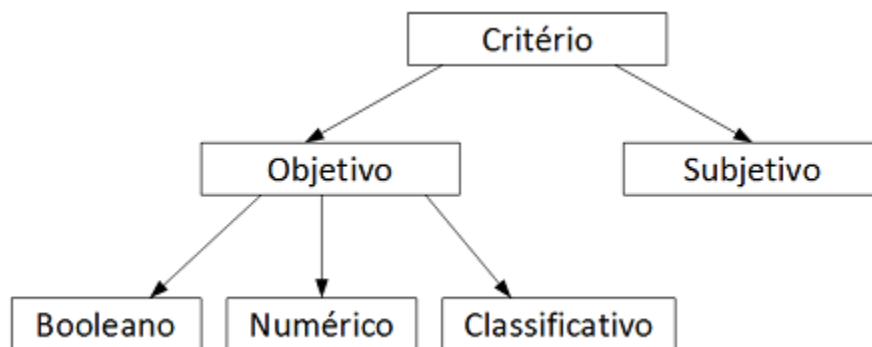 Critério
Objetivo
Subjetivo
Booleano
Numérico
Classificativo